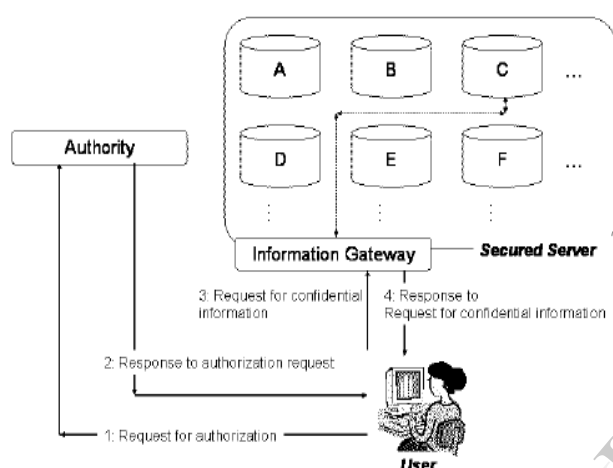 A
B
C
...
Authority
D
E
F
...
Information Gateway
Secured Server
3: Request for confidential
information
4: Response to
Request for confidential information
2: Response to authorization request
1: Request for authorization
User